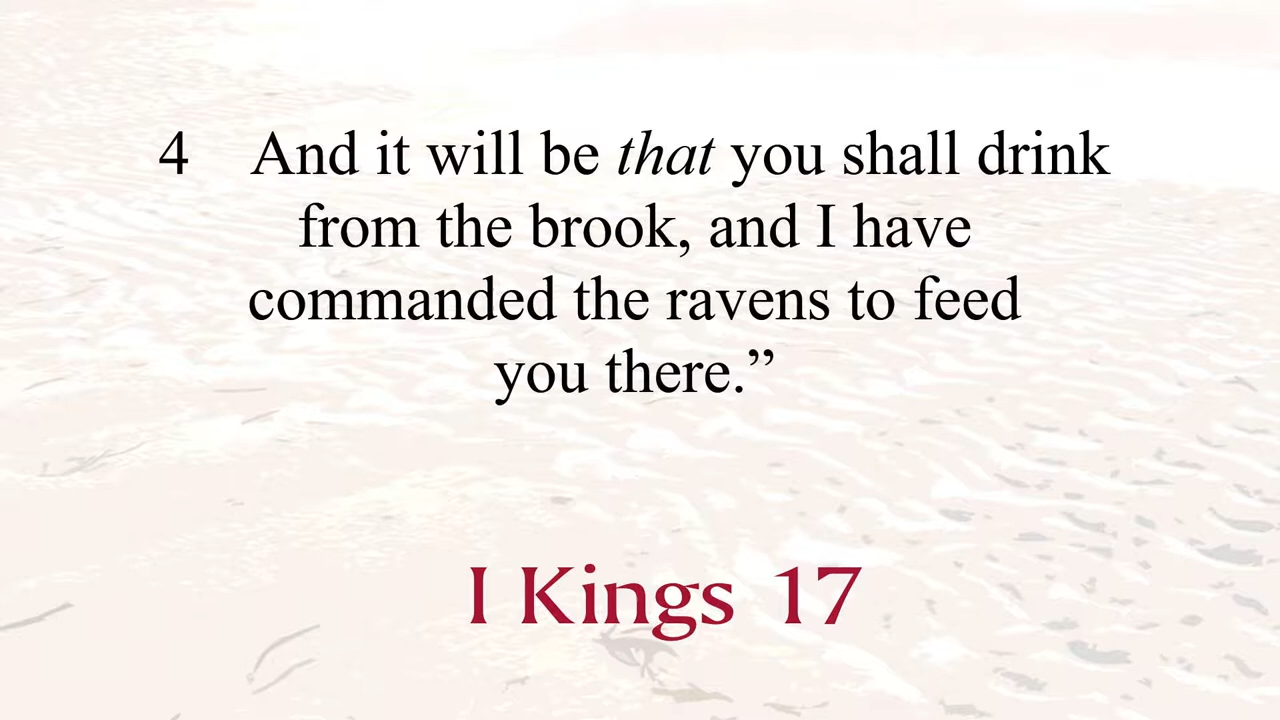 4 And it will be that you shall drink
from the brook, and I have
commanded the ravens to feed
you there.”
I Kings 17